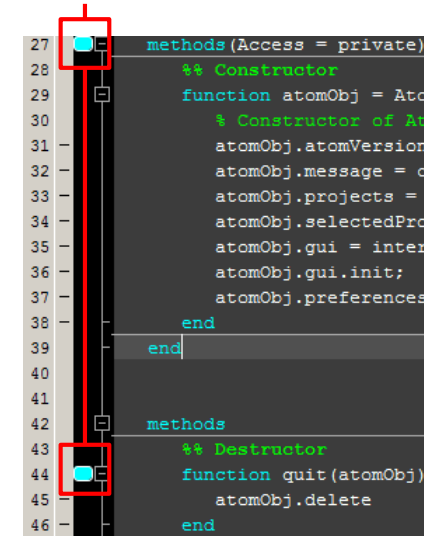 27 methods(Access = private)
28 %% Constructor
29 function atomObj = Ato
30 % Constructor of At
31 – atomObj.atomVersion
32 – atomObj.message = c
33 – atomObj.projects =
34 – atomObj.selectedPro
35 – atomObj.gui = inter
36 – atomObj.gui.init;
37 – atomObj.preferences
38 – end
39 end
40
41
42 methods
43 %% Destructor
44 function quit(atomObj)
45 – atomObj.delete
46 – end